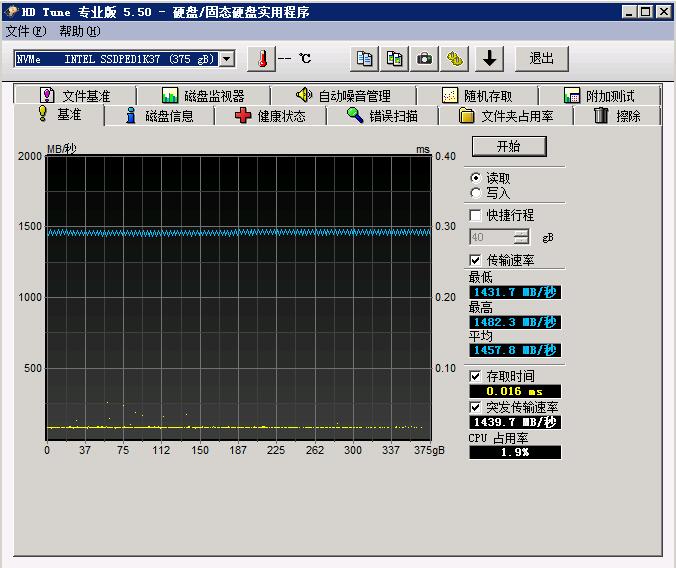 HD Tune 专业版 5.50 - 硬盘/固态硬盘实用程序
文件(F) 帮助(H)
NVMe INTEL SSDPED1K37 (375 gB)
-- ℃
退出
文件基准 磁盘监视器 自动噪音管理 随机存取 附加测试
基准 磁盘信息 健康状态 错误扫描 文件夹占用率 擦除
MB/秒 ms
2000 0.40
1500 0.30
1000 0.20
500 0.10
0 37 75 112 150 187 225 262 300 337 375gB
开始
读取
写入
快捷行程
40 gB
传输速率
最低
1431.7 MB/秒
最高
1482.3 MB/秒
平均
1457.8 MB/秒
存取时间
0.016 ms
突发传输速率
1439.7 MB/秒
CPU 占用率
1.9%